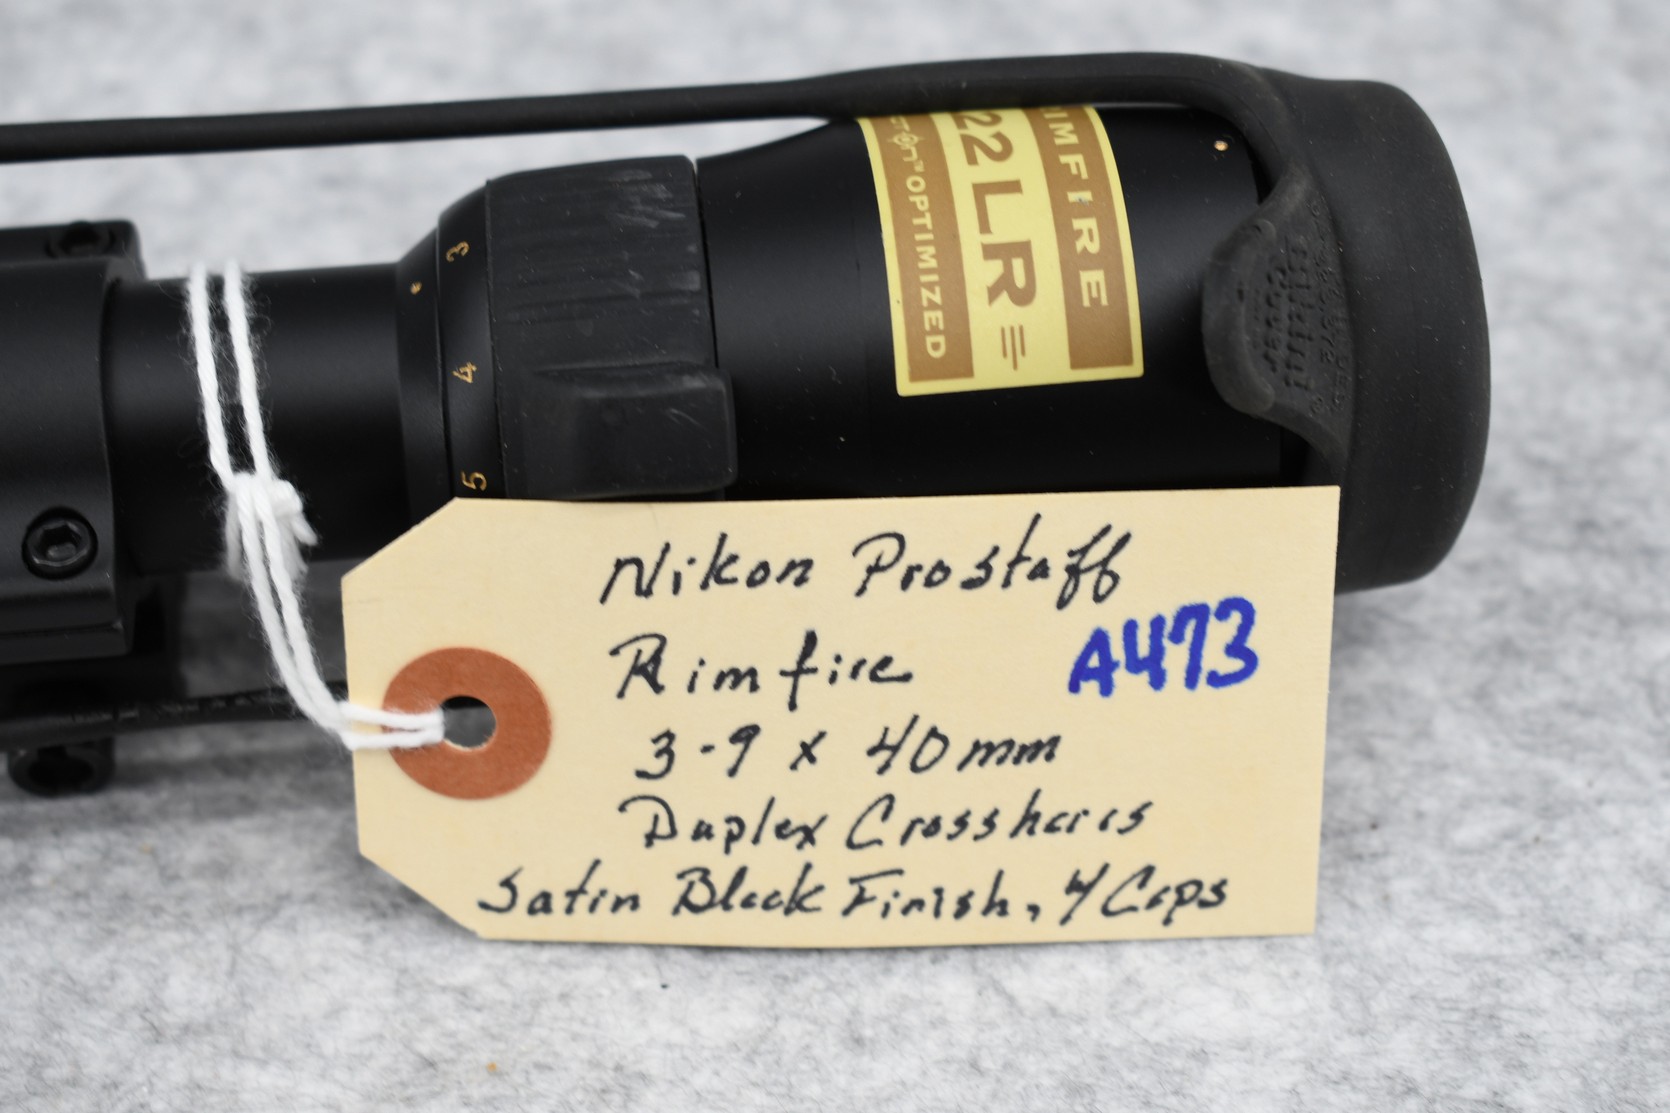 3
4
5
IMFIRE
22 LR
OPTIMIZED
Nikon Prostaff
Rimfire
A473
3-9 x 40mm
Duplex Crosshairs
Satin Black Finish, 4 Caps